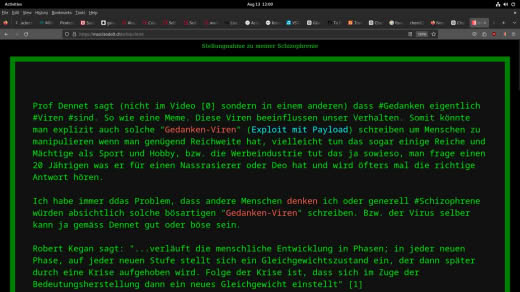 Activities
Aug 13 12:00
File Edit View History Bookmarks Tools Help
Stellungnahme zu meiner Schizophrenie
Prof Dennet sagt (nicht im Video [0] sondern in einem anderen) dass #Gedanken eigentlich
#Viren #sind. So wie eine Meme. Diese Viren beeinflussen unser Verhalten. Somit könnte
man explizit auch solche "Gedanken-Viren" (Exploit mit Payload) schreiben um Menschen zu
manipulieren wenn man genügend Reichweite hat, vielleicht tun das sogar einige Reiche und
Mächtige als Sport und Hobby, bzw. die Werbeindustrie tut das ja sowieso, man frage einen
20 Jährigen was er für einen Nassrasierer oder Deo hat und wird öfters mal die richtige
Antwort hören.
Ich habe immer ddas Problem, dass andere Menschen denken ich oder generell #Schizophrene
würden absichtlich solche bösartigen "Gedanken-Viren" schreiben. Bzw. der Virus selber
kann ja gemäss Dennet gut oder böse sein.
Robert Kegan sagt: "...verläuft die menschliche Entwicklung in Phasen; in jeder neuen
Phase, auf jeder neuen Stufe stellt sich ein Gleichgewichtszustand ein, der dann später
durch eine Krise aufgehoben wird. Folge der Krise ist, dass sich im Zuge der
Bedeutungsherstellung dann ein neues Gleichgewicht einstellt" [1]